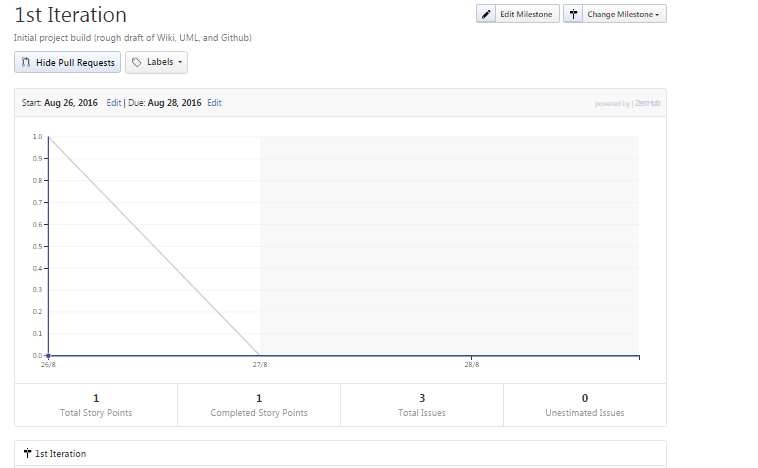 1st Iteration
Edit Milestone
Change Milestone
Initial project build (rough draft of Wiki, UML, and Github)
Hide Pull Requests
Labels
Start: Aug 26, 2016 Edit | Due: Aug 28, 2016 Edit
powered by | ZenHub
1.0
0.9
0.8
0.7
0.6
0.5
0.4
0.3
0.2
0.1
0.0
26/8 27/8 28/8
1 1 3 0
Total Story Points Completed Story Points Total Issues Unestimated Issues
1st Iteration